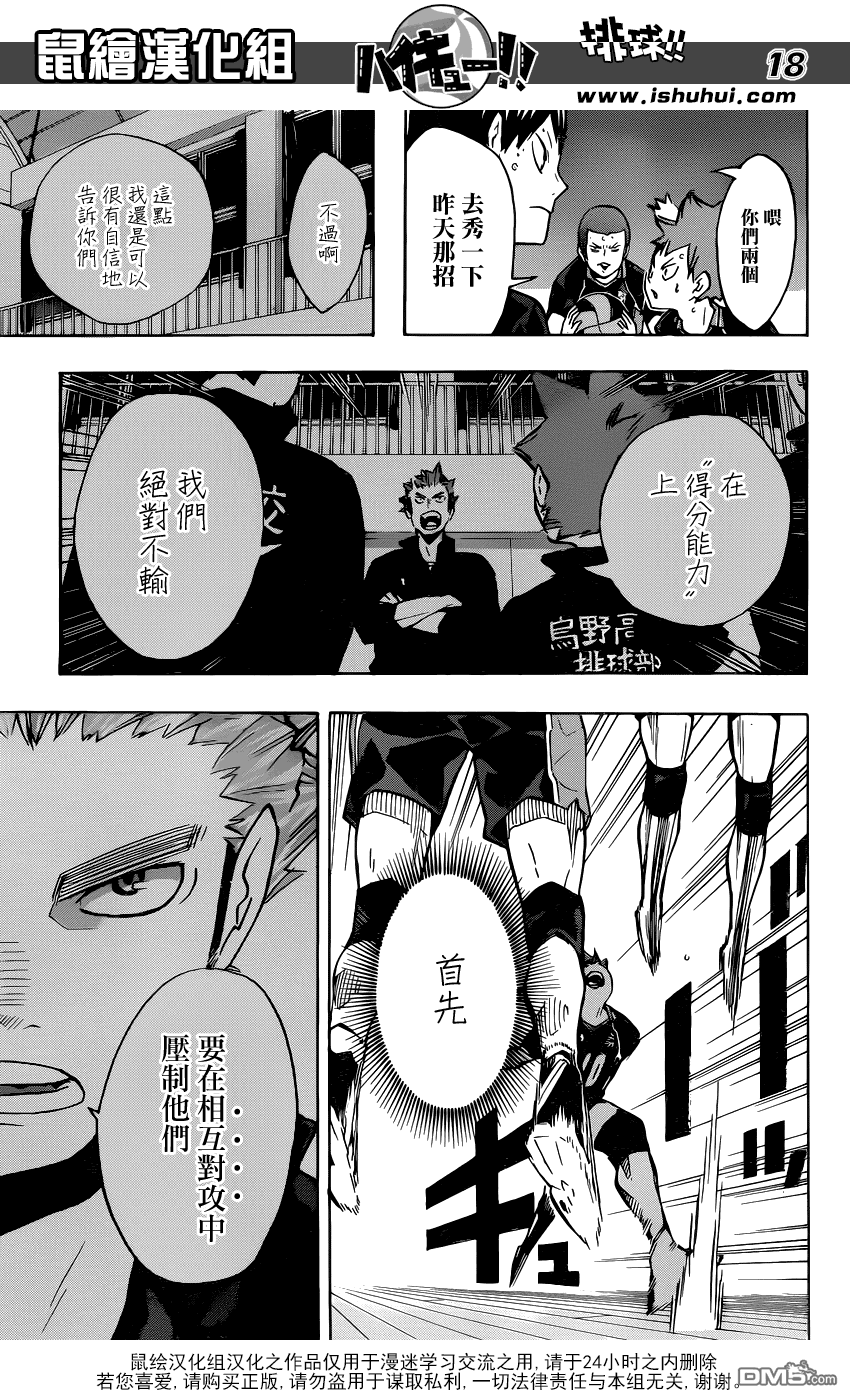 鼠繪漢化組
ハイキュー!!
排球!!
18
www.ishuhui.com
喂
你們兩個
去秀一下
昨天那招
不過啊
這點
我還是可以
很有自信地
告訴你們
在
“得分能力”
上
我們
絕對不輸
交
烏野高
排球部
首先
キュ
要在相互對攻中
壓制他們
鼠绘汉化组汉化之作品仅用于漫迷学习交流之用, 请于24小时之内删除
若您喜爱, 请购买正版, 请勿盗用于谋取私利, 一切法律责任与本组无关, 谢谢.
DM5.com